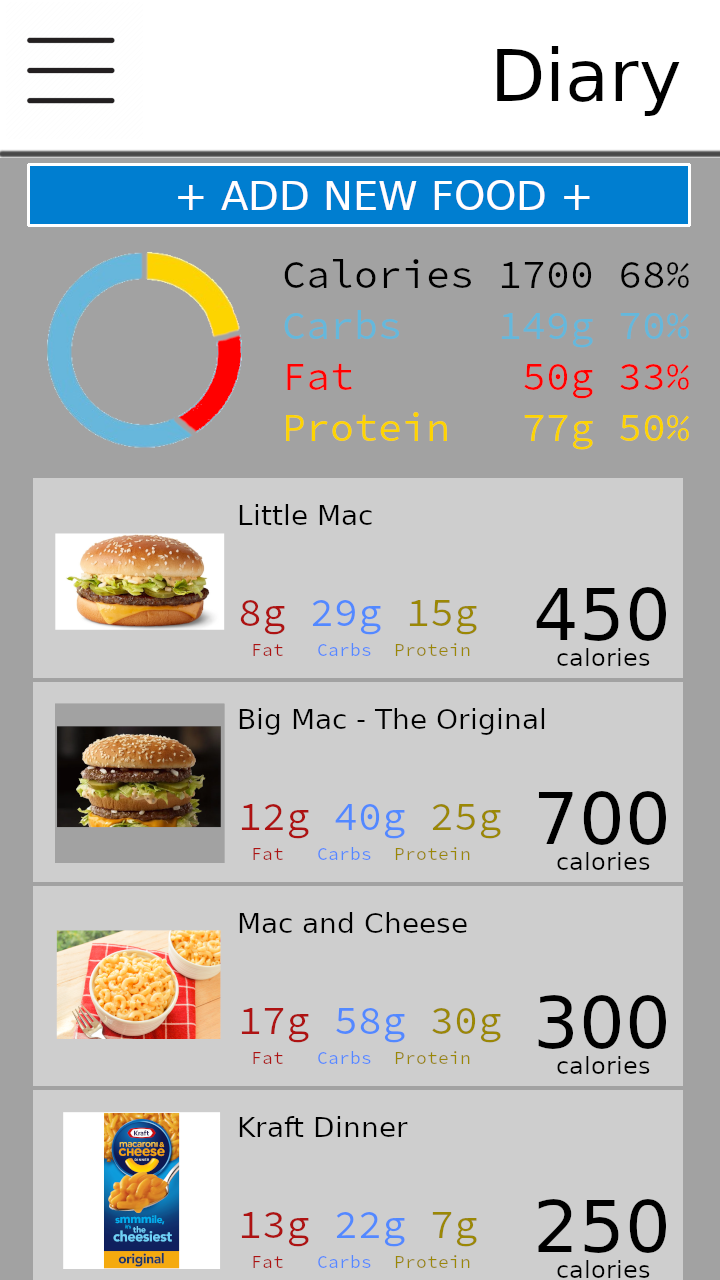 Diary
+ ADD NEW FOOD +
Calories 1700 68%
Carbs 149g 70%
Fat 50g 33%
Protein 77g 50%
Little Mac
8g 29g 15g
Fat Carbs Protein
450
calories
Big Mac - The Original
12g 40g 25g
Fat Carbs Protein
700
calories
Mac and Cheese
17g 58g 30g
Fat Carbs Protein
300
calories
Kraft Dinner
13g 22g 7g
Fat Carbs Protein
250
calories
Kraft
macaroni &
CHEESE
DINNER
smmmile,
it's the
cheesiest
original